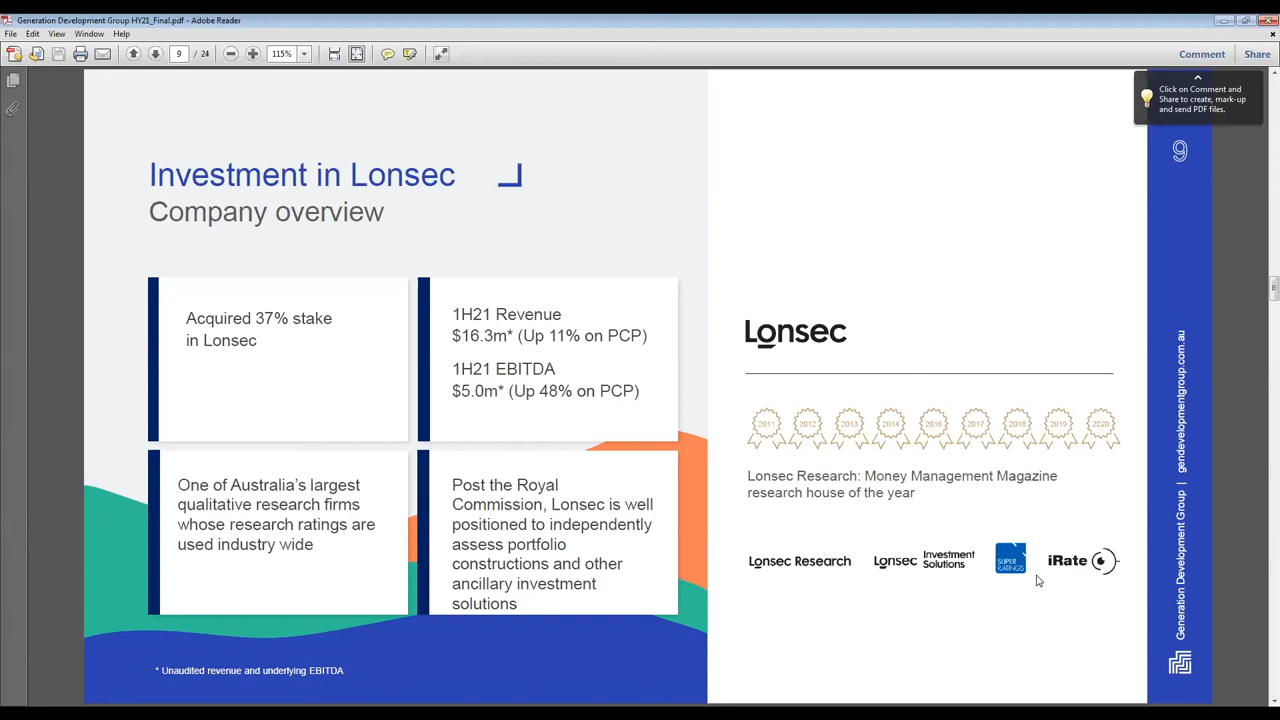 Generation Development Group HY21_Final.pdf - Adobe Reader
File Edit View Window Help
9 / 24 115% Comment Share
Click on Comment and
Share to create, mark-up
and send PDF files.
9
Investment in Lonsec
Company overview
Acquired 37% stake
in Lonsec
1H21 Revenue
$16.3m* (Up 11% on PCP)
1H21 EBITDA
$5.0m* (Up 48% on PCP)
One of Australia’s largest
qualitative research firms
whose research ratings are
used industry wide
Post the Royal
Commission, Lonsec is well
positioned to independently
assess portfolio
constructions and other
ancillary investment
solutions
* Unaudited revenue and underlying EBITDA
Lonsec
2011 2012 2013 2014 2016 2017 2018 2019 2020
Lonsec Research: Money Management Magazine
research house of the year
Lonsec Research
Lonsec Investment
Solutions
SUPER
RATINGS
iRate
Generation Development Group | gendevelopmentgroup.com.au